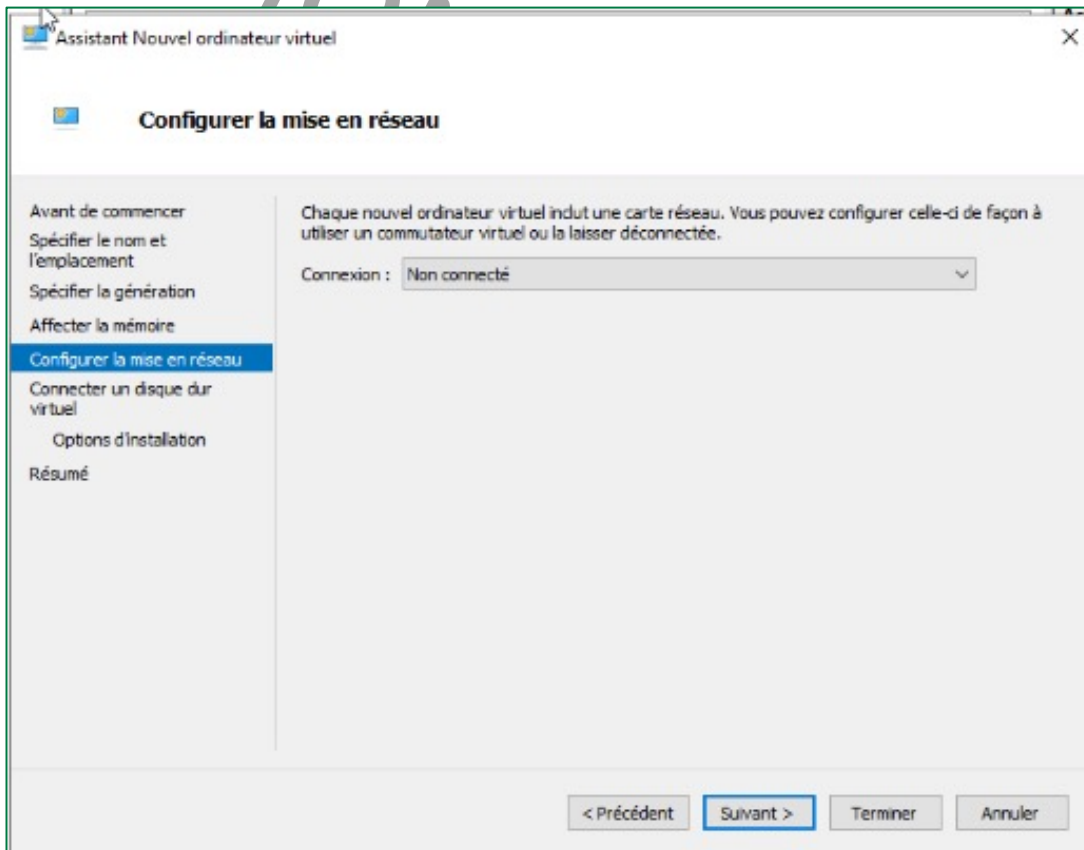 Assistant Nouvel ordinateur virtuel
Configurer la mise en réseau
Avant de commencer
Spécifier le nom et
l'emplacement
Spécifier la génération
Affecter la mémoire
Configurer la mise en réseau
Connecter un disque dur
virtuel
Options d'installation
Résumé
Chaque nouvel ordinateur virtuel inclut une carte réseau. Vous pouvez configurer celle-ci de façon à
utiliser un commutateur virtuel ou la laisser déconnectée.
Connexion : Non connecté
< Précédent Suivant > Terminer Annuler